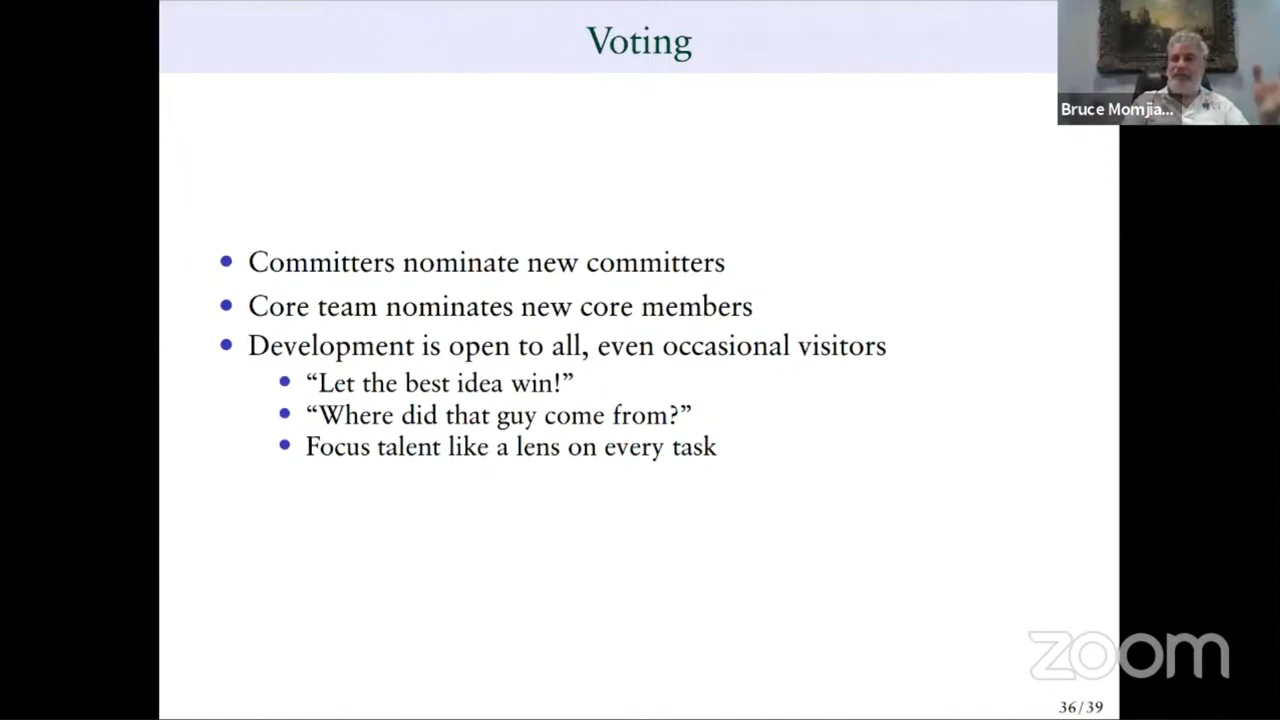 Voting
Bruce Momjia...
Committers nominate new committers
Core team nominates new core members
Development is open to all, even occasional visitors
“Let the best idea win!”
“Where did that guy come from?”
Focus talent like a lens on every task
zoom
36/39